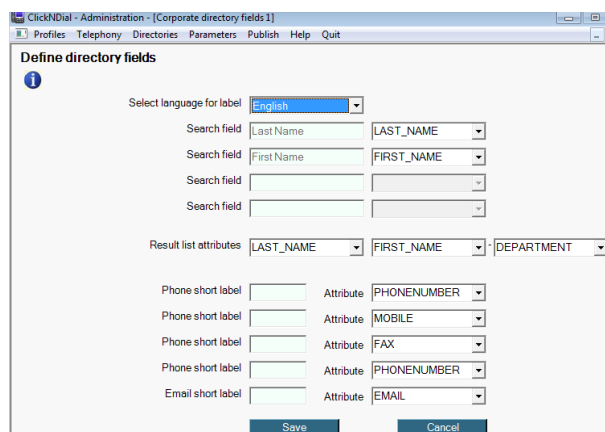 ClickNDial - Administration - [Corporate directory fields 1]
Profiles Telephony Directories Parameters Publish Help Quit
Define directory fields
Select language for label English
Search field Last Name LAST_NAME
Search field First Name FIRST_NAME
Search field
Search field
Result list attributes LAST_NAME FIRST_NAME - DEPARTMENT
Phone short label Attribute PHONENUMBER
Phone short label Attribute MOBILE
Phone short label Attribute FAX
Phone short label Attribute PHONENUMBER
Email short label Attribute EMAIL
Save Cancel